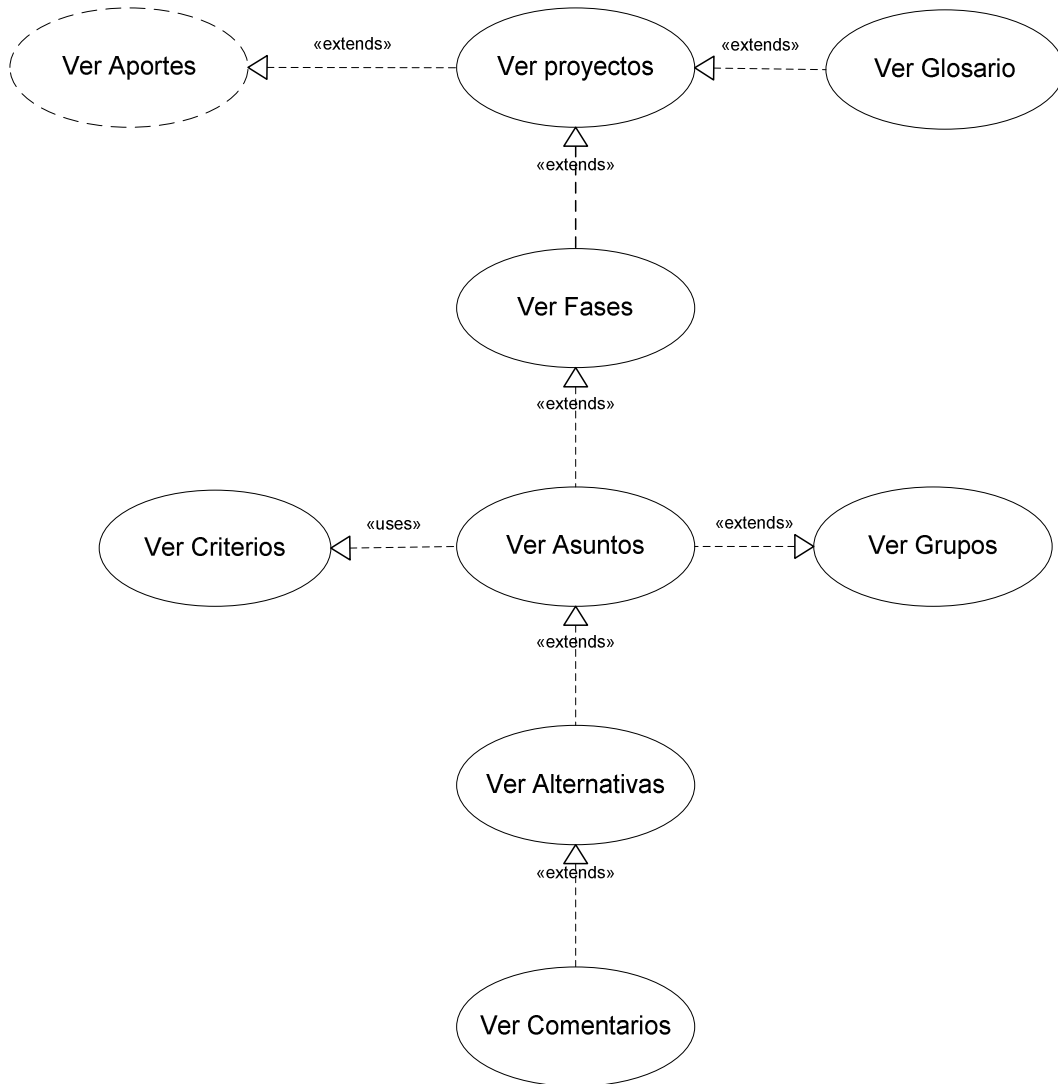 «extends»
«extends»
Ver Aportes
Ver proyectos
Ver Glosario
«extends»
Ver Fases
«extends»
«uses»
«extends»
Ver Criterios
Ver Asuntos
Ver Grupos
«extends»
Ver Alternativas
«extends»
Ver Comentarios